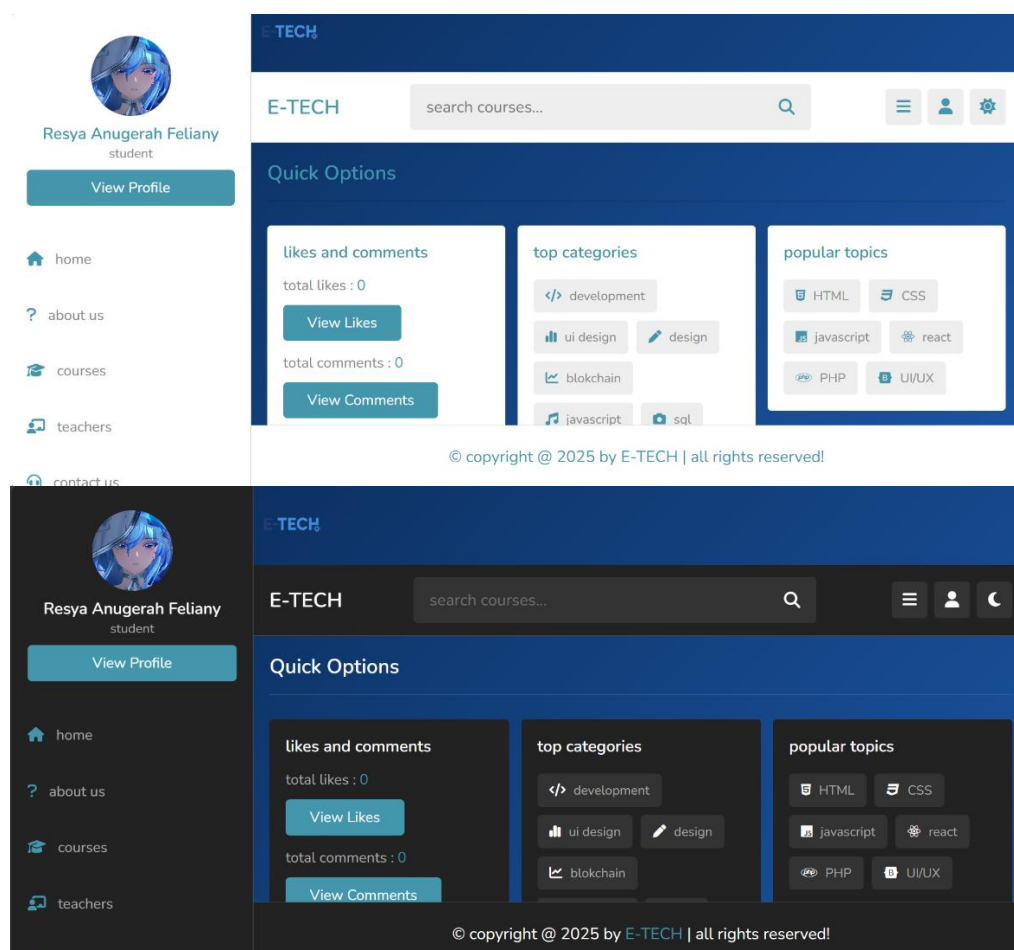 E-TECH
E-TECH
search courses...
Resya Anugerah Feliany
student
View Profile
home
about us
courses
teachers
contact us
Quick Options
likes and comments
total likes : 0
View Likes
total comments : 0
View Comments
top categories
development
ui design
design
blokchain
javascript
sql
popular topics
HTML
CSS
javascript
react
PHP
UI/UX
© copyright @ 2025 by E-TECH | all rights reserved!
E-TECH
E-TECH
search courses...
Resya Anugerah Feliany
student
View Profile
home
about us
courses
teachers
Quick Options
likes and comments
total likes : 0
View Likes
total comments : 0
View Comments
top categories
development
ui design
design
blokchain
popular topics
HTML
CSS
javascript
react
PHP
UI/UX
© copyright @ 2025 by E-TECH | all rights reserved!